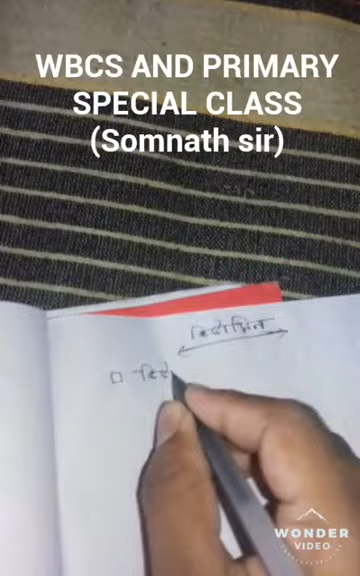 WBCS AND PRIMARY
SPECIAL CLASS
(Somnath sir)
ভিটামিন
WONDER
VIDEO